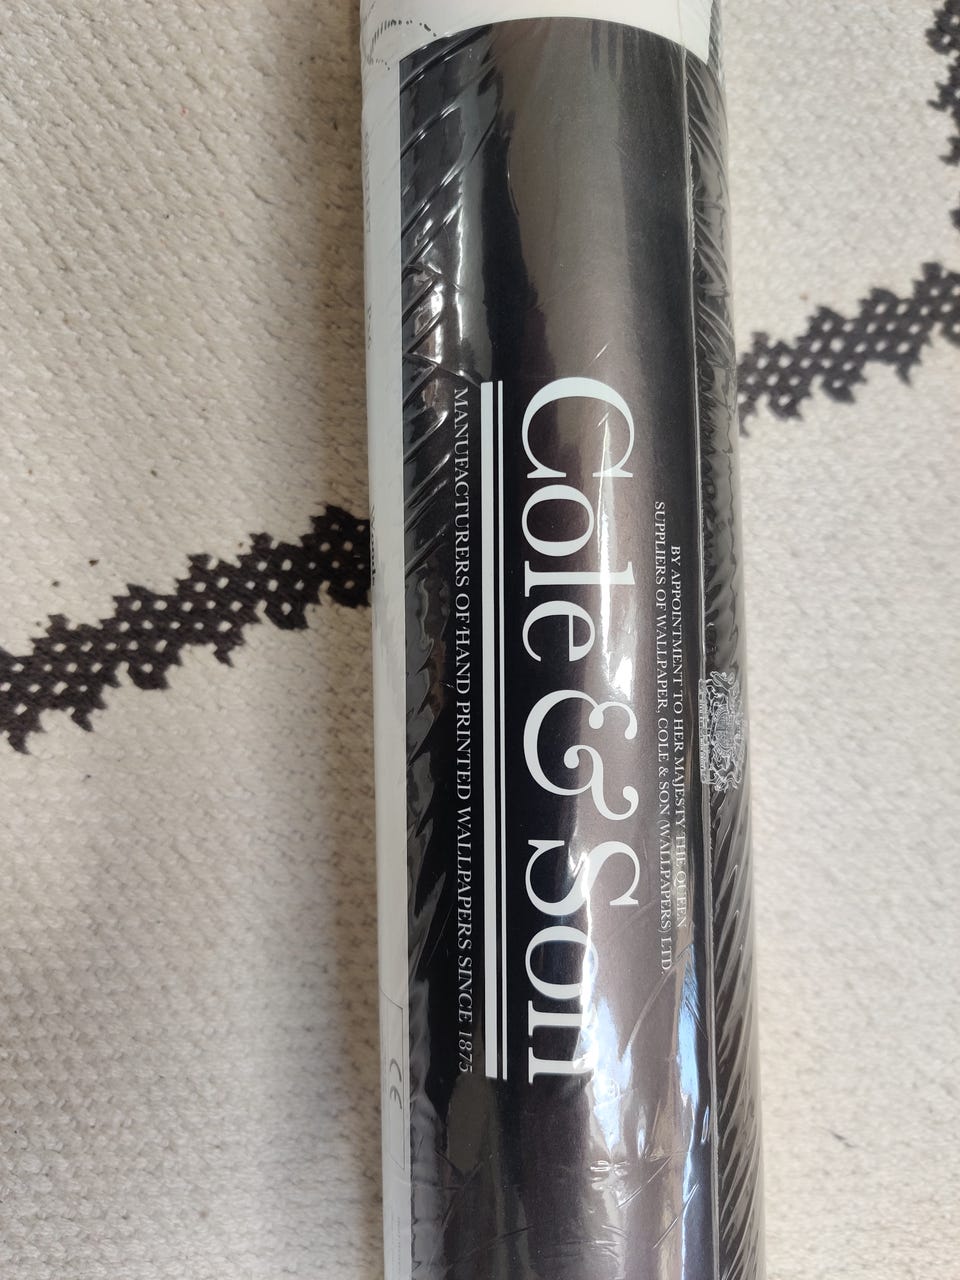 BY APPOINTMENT TO HER MAJESTY THE QUEEN
SUPPLIERS OF WALLPAPER, COLE & SON (WALLPAPERS) LTD.
Cole & Son
MANUFACTURERS OF HAND PRINTED WALLPAPERS SINCE 1875
CE